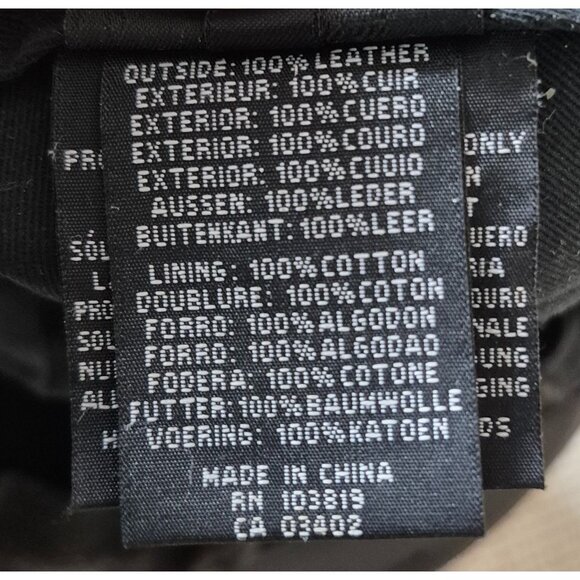 OUTSIDE: 100% LEATHER
EXTERIEUR: 100% CUIR
EXTERIOR: 100% CUERO
EXTERIOR: 100% COURO
EXTERIOR: 100% CUOIO
AUSSEN: 100% LEDER
BUITENKANT: 100% LEER
LINING: 100% COTTON
DOUBLURE: 100% COTON
FORRO: 100% ALGODON
FORRO: 100% ALGODAO
FODERA: 100% COTONE
FUTTER: 100% BAUMWOLLE
VOERING: 100% KATOEN
MADE IN CHINA
RN 103819
CA 03402
ONLY